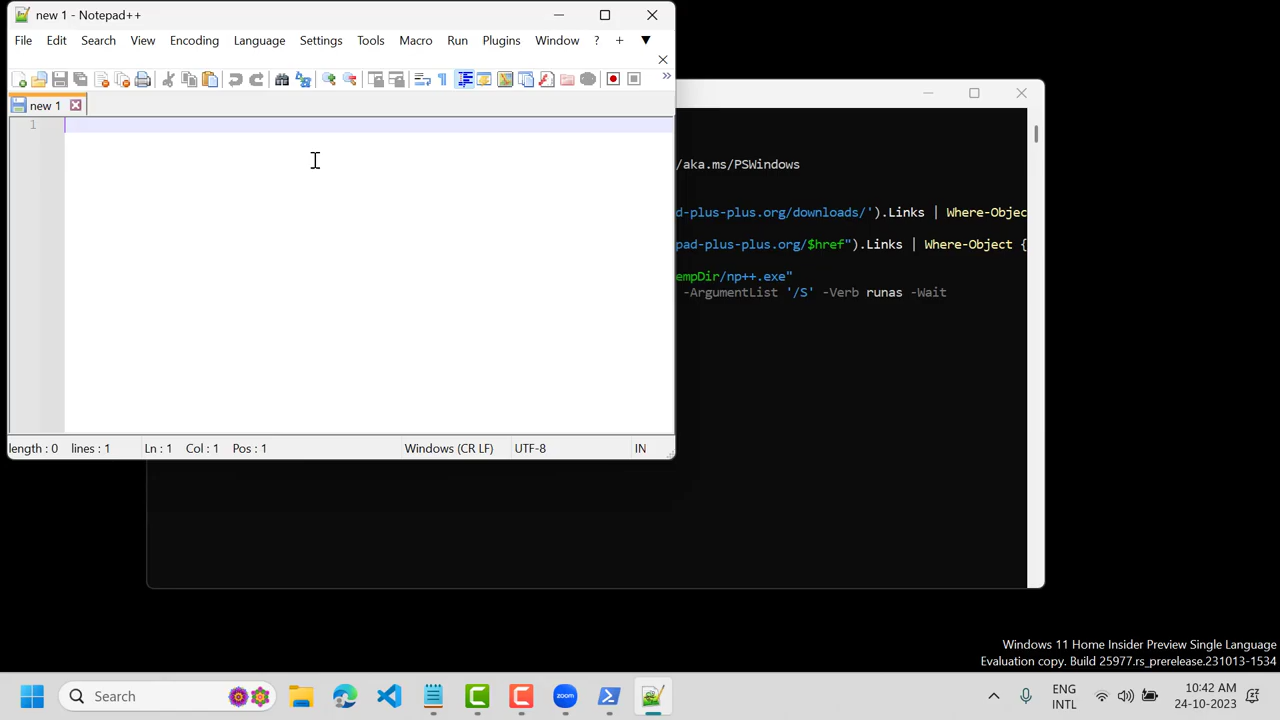 new 1 - Notepad++
File Edit Search View Encoding Language Settings Tools Macro Run Plugins Window ? + ▼
new 1
1
length : 0 lines : 1 Ln : 1 Col : 1 Pos : 1 Windows (CR LF) UTF-8 IN
/aka.ms/PSWindows
d-plus-plus.org/downloads/').Links | Where-Objec
pad-plus-plus.org/$href").Links | Where-Object {
empDir/np++.exe"
-ArgumentList '/S' -Verb runas -Wait
Windows 11 Home Insider Preview Single Language
Evaluation copy. Build 25977.rs_prerelease.231013-1534
Search
zoom
ENG
INTL
10:42 AM
24-10-2023